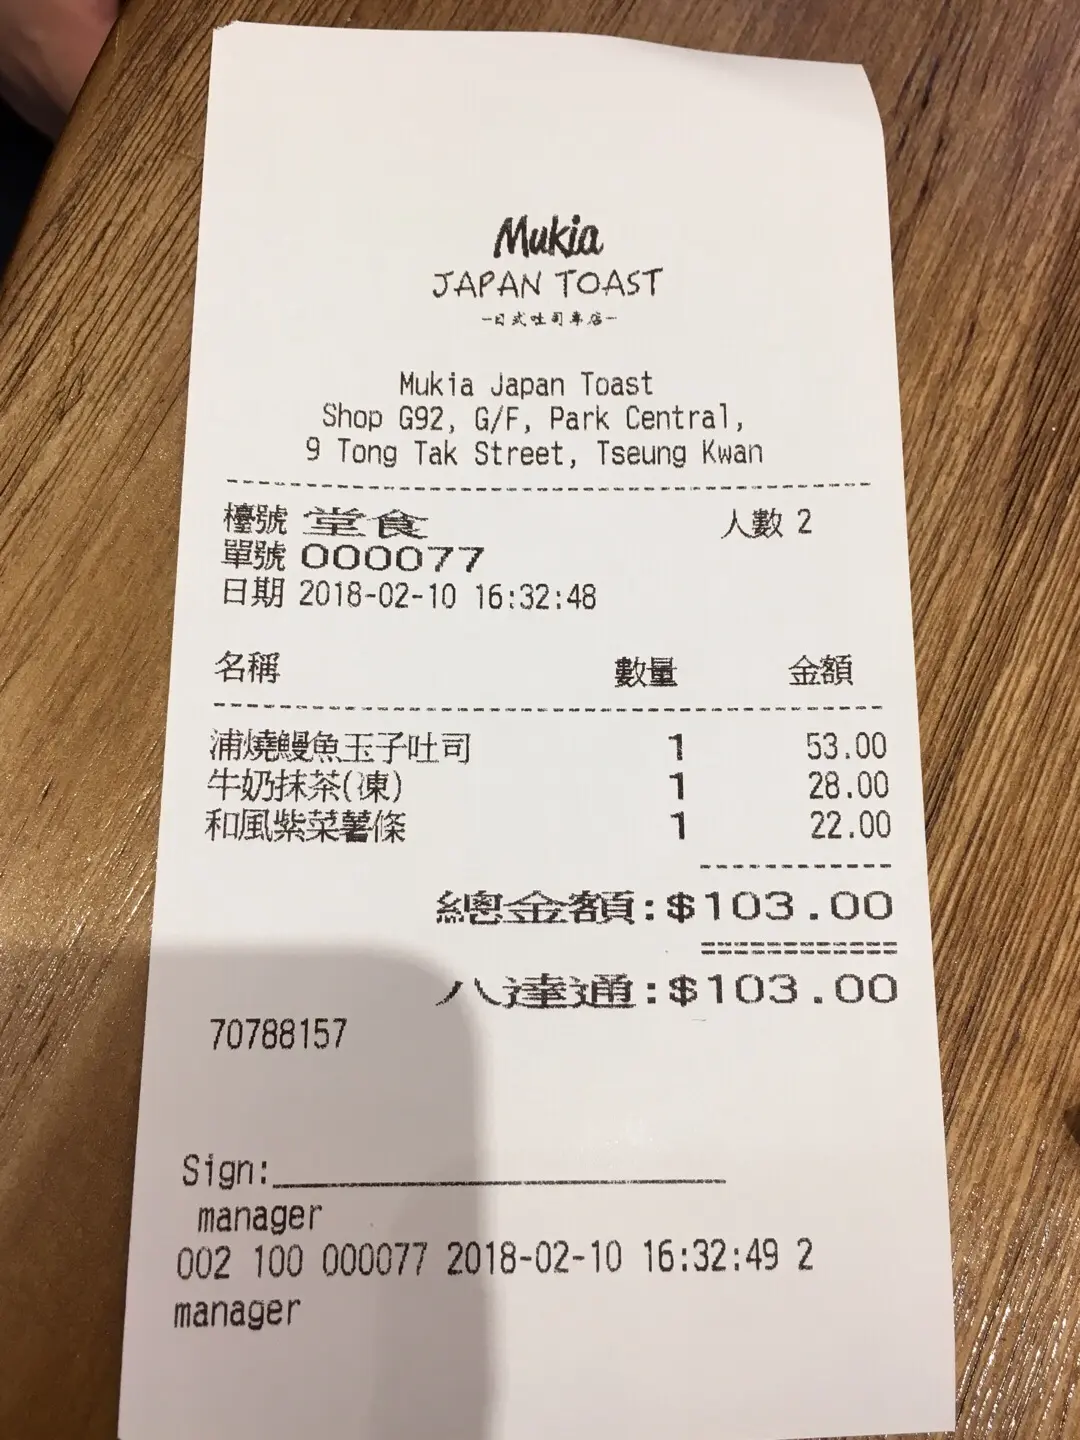 Mukia
JAPAN TOAST
-日式吐司專店-
Mukia Japan Toast
Shop G92, G/F, Park Central,
9 Tong Tak Street, Tseung Kwan
檯號 堂食 人數 2
單號 000077
日期 2018-02-10 16:32:48
名稱 數量 金額
浦燒鰻魚玉子吐司 1 53.00
牛奶抹茶(凍) 1 28.00
和風紫菜薯條 1 22.00
總金額:$103.00
八達通:$103.00
70788157
Sign:
manager
002 100 000077 2018-02-10 16:32:49 2
manager